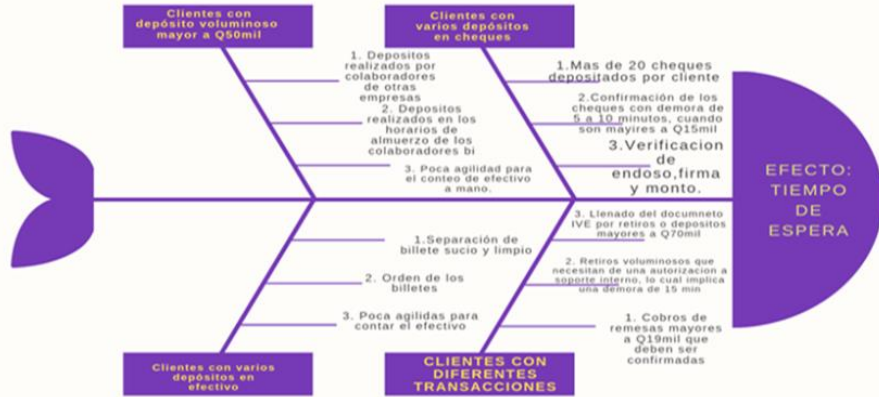 Clientes con
depósito voluminoso
mayor a Q50mil
1. Depositos
realizados por
colaboradores
de otras
empresas
2. Depositos
realizados en los
horarios de
almuerzo de los
colaboradores bi
3. Poca agilidad para
el conteo de efectivo
a mano.
Clientes con
varios depósitos
en cheques
1.Mas de 20 cheques
depositados por cliente
2.Confirmación de los
cheques con demora de
5 a 10 minutos, cuando
son mayires a Q15mil
3.Verificacion
de
endoso,firma
y monto.
EFECTO:
TIEMPO
DE
ESPERA
1.Separación de
billete sucio y limpio
2. Orden de los
billetes
3. Poca agilidas para
contar el efectivo
Clientes con varios
depósitos en
efectivo
3. Llenado del documneto
IVE por retiros o depositos
mayores a Q70mil
2. Retiros voluminosos que
necesitan de una autorizacion a
soporte interno, lo cual implica
una demora de 15 min
1. Cobros de
remesas mayores
a Q19mil que
deben ser
confirmadas
CLIENTES CON
DIFERENTES
TRANSACCIONES